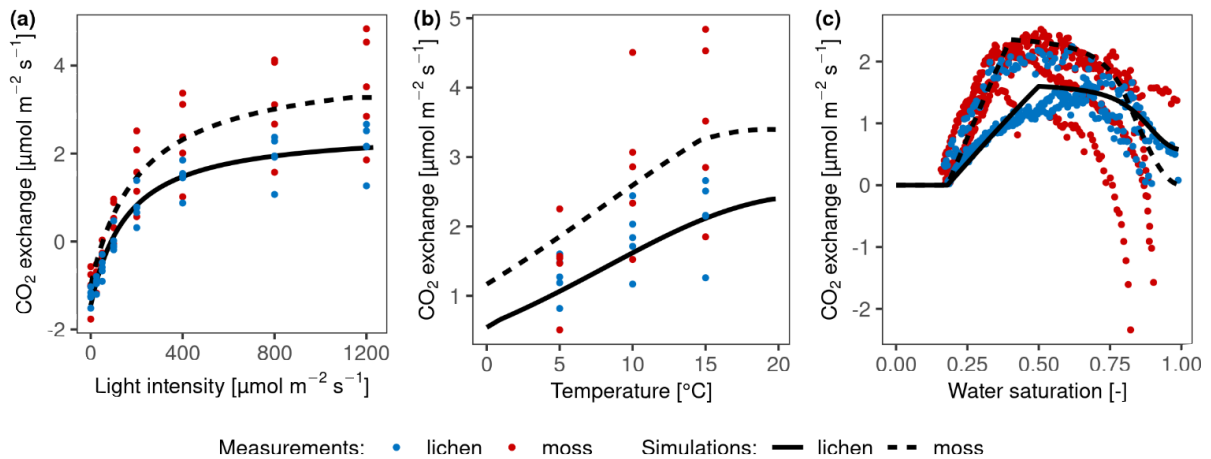 (a)
CO₂ exchange [µmol m⁻² s⁻¹]
4
2
0
-2
0 400 800 1200
Light intensity [µmol m⁻² s⁻¹]
(b)
CO₂ exchange [µmol m⁻² s⁻¹]
5
4
3
2
1
0 5 10 15 20
Temperature [°C]
(c)
CO₂ exchange [µmol m⁻² s⁻¹]
2
1
0
-1
-2
0.00 0.25 0.50 0.75 1.00
Water saturation [-]
Measurements: lichen moss Simulations: lichen moss